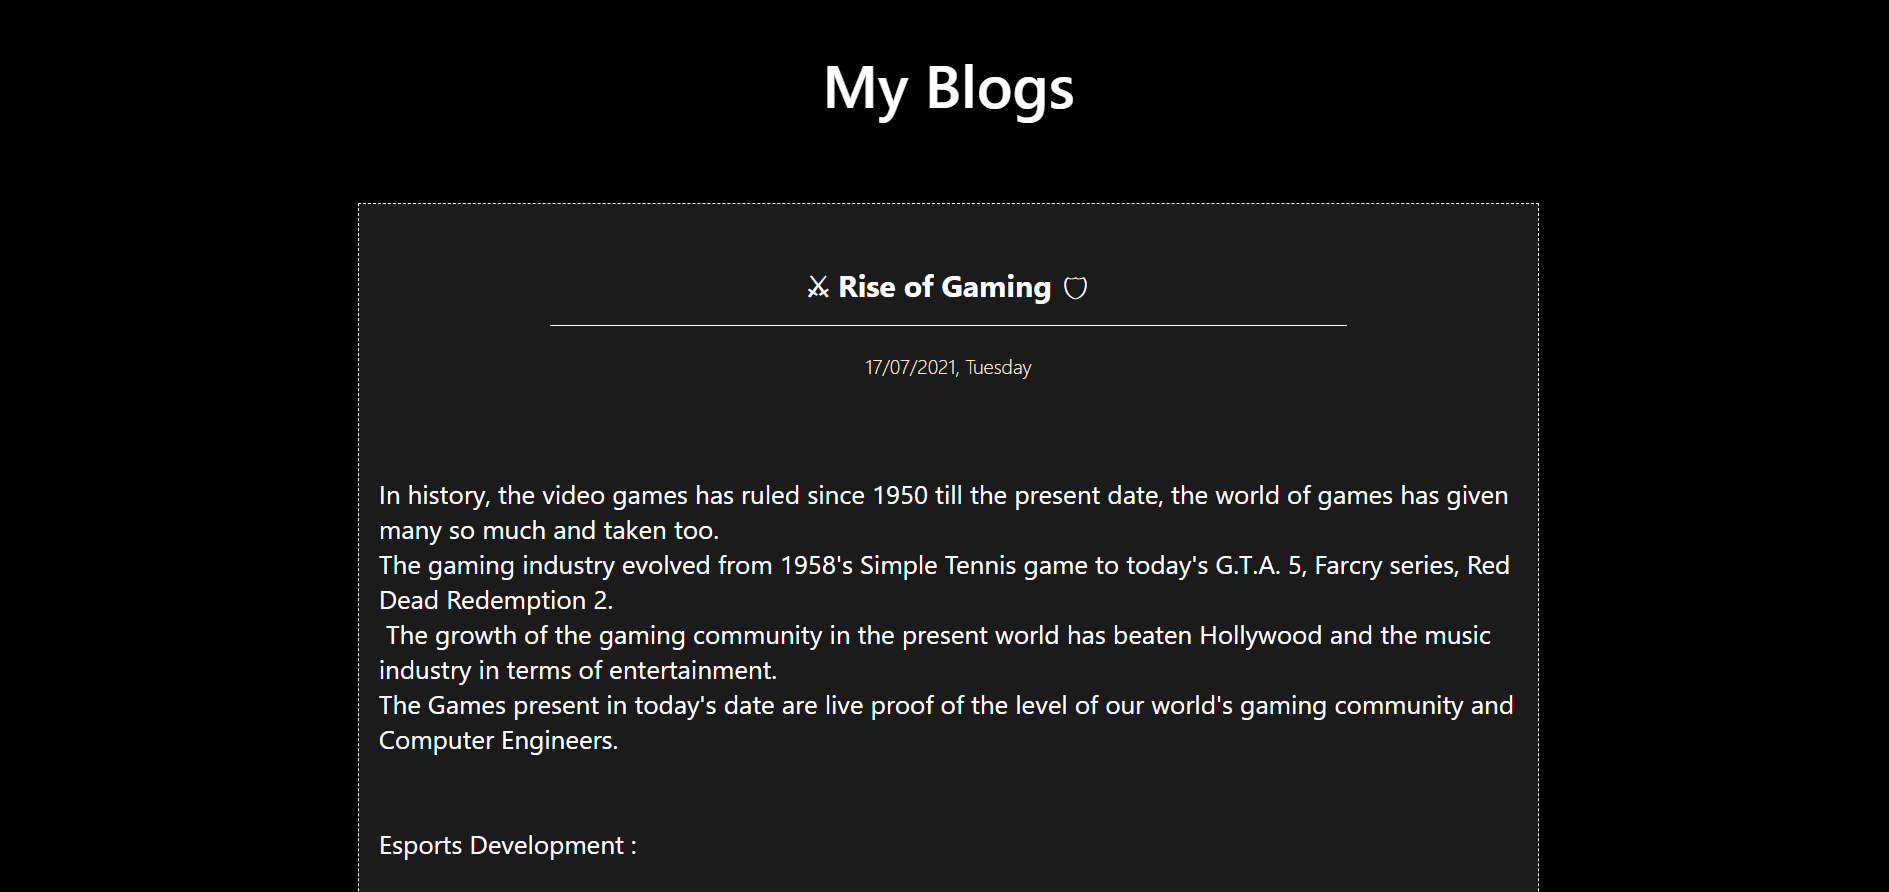 My Blogs
⚔ Rise of Gaming 🛡
17/07/2021, Tuesday
In history, the video games has ruled since 1950 till the present date, the world of games has given
many so much and taken too.
The gaming industry evolved from 1958's Simple Tennis game to today's G.T.A. 5, Farcry series, Red
Dead Redemption 2.
The growth of the gaming community in the present world has beaten Hollywood and the music
industry in terms of entertainment.
The Games present in today's date are live proof of the level of our world's gaming community and
Computer Engineers.
Esports Development :